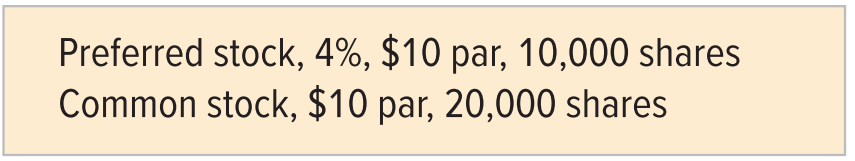 Preferred stock, 4%, $10 par, 10,000 shares
Common stock, $10 par, 20,000 shares